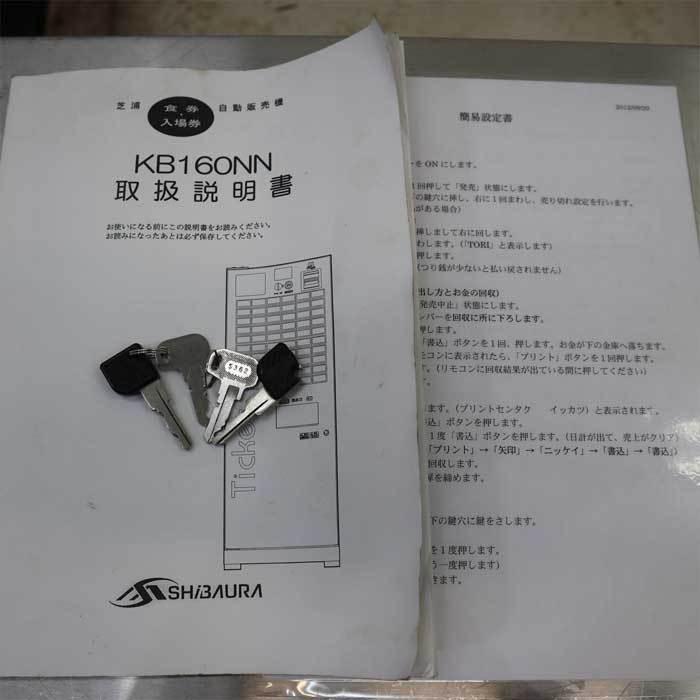 芝浦
食券
・
入場券
自動販売機
KB160NN
取扱説明書
お使いになる前にこの説明書をお読みください。
お読みになったあとは必ず保存してください。
Ticke
5362
SHiBAURA
簡易設定書
ーをONにします。
1回押して「発売」状態にします。
の鍵穴に挿し、右に1回まわし、売り切れ設定を行います。
がある場合）
挿しまして右に回します。
わします。（「TORI」と表示します）
押します。
（つり銭が少ないと払い戻されません）
出し方とお金の回収）
発売中止」状態にします。
ンバーを回収に所に下ろします。
押します。
「書込」ボタンを1回、押します。お金が下の金庫へ落ちます。
モコンに表示されたら、「プリント」ボタンを1回押します。
す。（リモコンに回収結果が出ている間に押してください）
す。
ます。（プリントセンタク　イッカツ）と表示されます。
込」ボタンを押します。
1度「書込」ボタンを押します。（日計が出て、売上がクリア）
「プリント」→「矢印」→「ニッケイ」→「書込」→「書込」）
回収します。
扉を締めます。
下の鍵穴に鍵をさします。
を1度押します。
う一度押します）
きます。